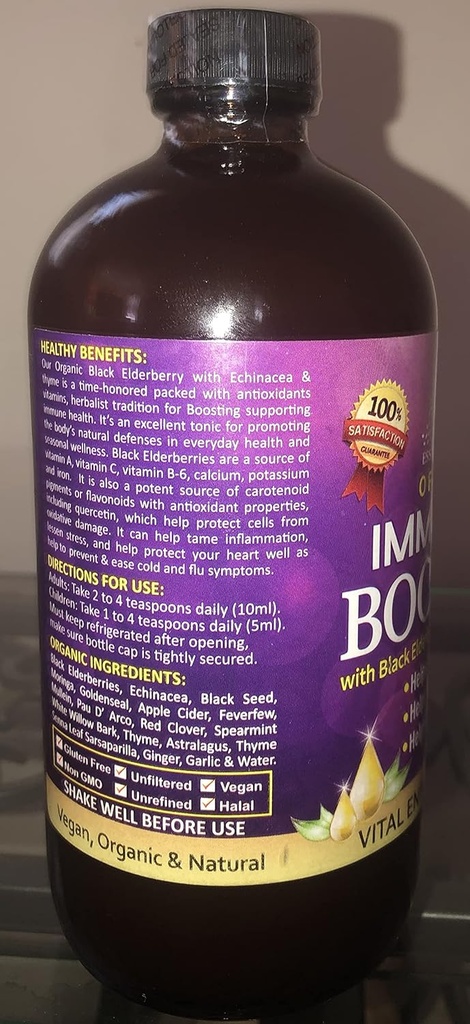 HEALTHY BENEFITS:
Our Organic Black Elderberry with Echinacea &
thyme is a time-honored packed with antioxidants
vitamins, herbalist tradition for Boosting supporting
immune health. It's an excellent tonic for promoting
the body's natural defenses in everyday health and
seasonal wellness. Black Elderberries are a source of
vitamin A, vitamin C, vitamin B-6, calcium, potassium
and iron. It is also a potent source of carotenoid
pigments or flavonoids with antioxidant properties,
including quercetin, which help protect cells from
oxidative damage. It can help tame inflammation,
lessen stress, and help protect your heart well as
help to prevent & ease cold and flu symptoms.
DIRECTIONS FOR USE:
Adults: Take 2 to 4 teaspoons daily (10ml).
Children: Take 1 to 4 teaspoons daily (5ml).
Must keep refrigerated after opening,
make sure bottle cap is tightly secured.
ORGANIC INGREDIENTS:
Black Elderberries, Echinacea, Black Seed,
Moringa, Goldenseal, Apple Cider, Feverfew,
Mullein, Pau D' Arco, Red Clover, Spearmint
White Willow Bark, Thyme, Astralagus, Thyme
Senna Leaf Sarsaparilla, Ginger, Garlic & Water.
Gluten Free Unfiltered Vegan
Non GMO Unrefined Halal
SHAKE WELL BEFORE USE
Vegan, Organic & Natural
100%
SATISFACTION
GUARANTEE
IMM
BOO
with Black Elde
Hel
He
He
VITAL EN